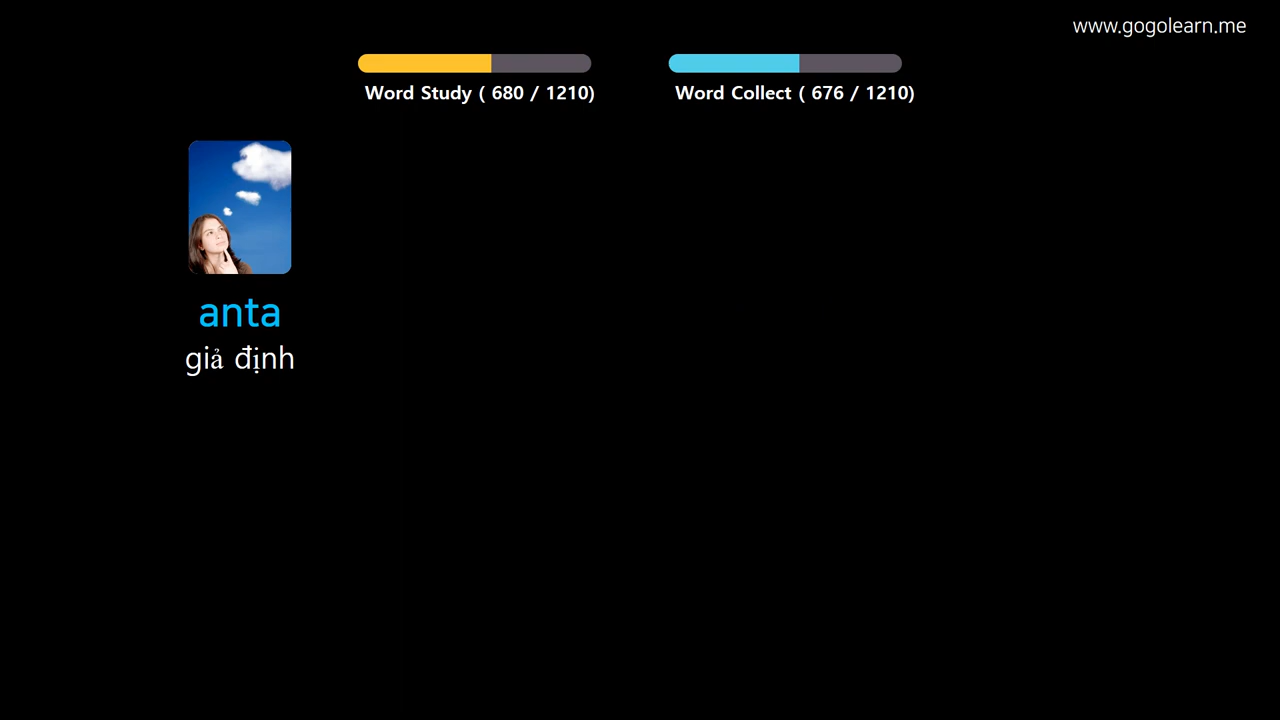 www.gogolearn.me
Word Study ( 680 / 1210)
Word Collect ( 676 / 1210)
anta
giả định